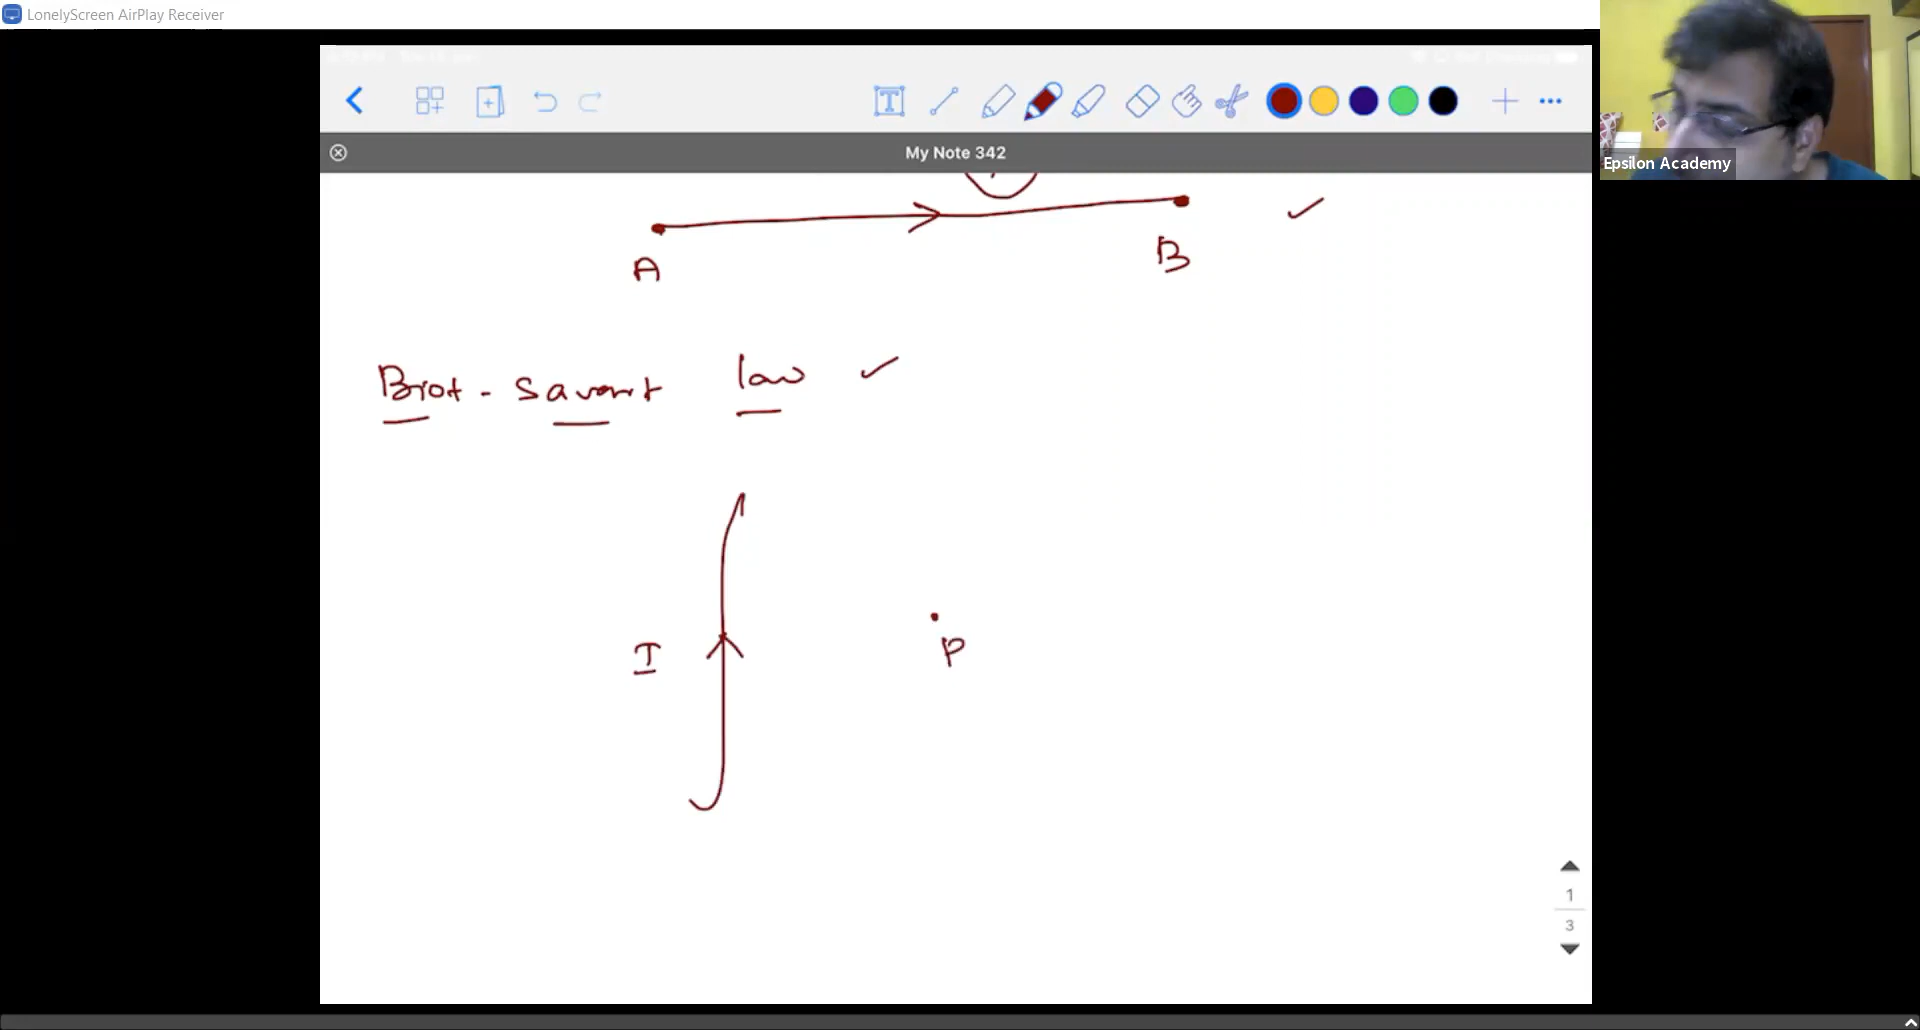 LonelyScreen AirPlay Receiver
T
My Note 342
Epsilon Academy
A
B
Biot - Savart law
I
P
1
3